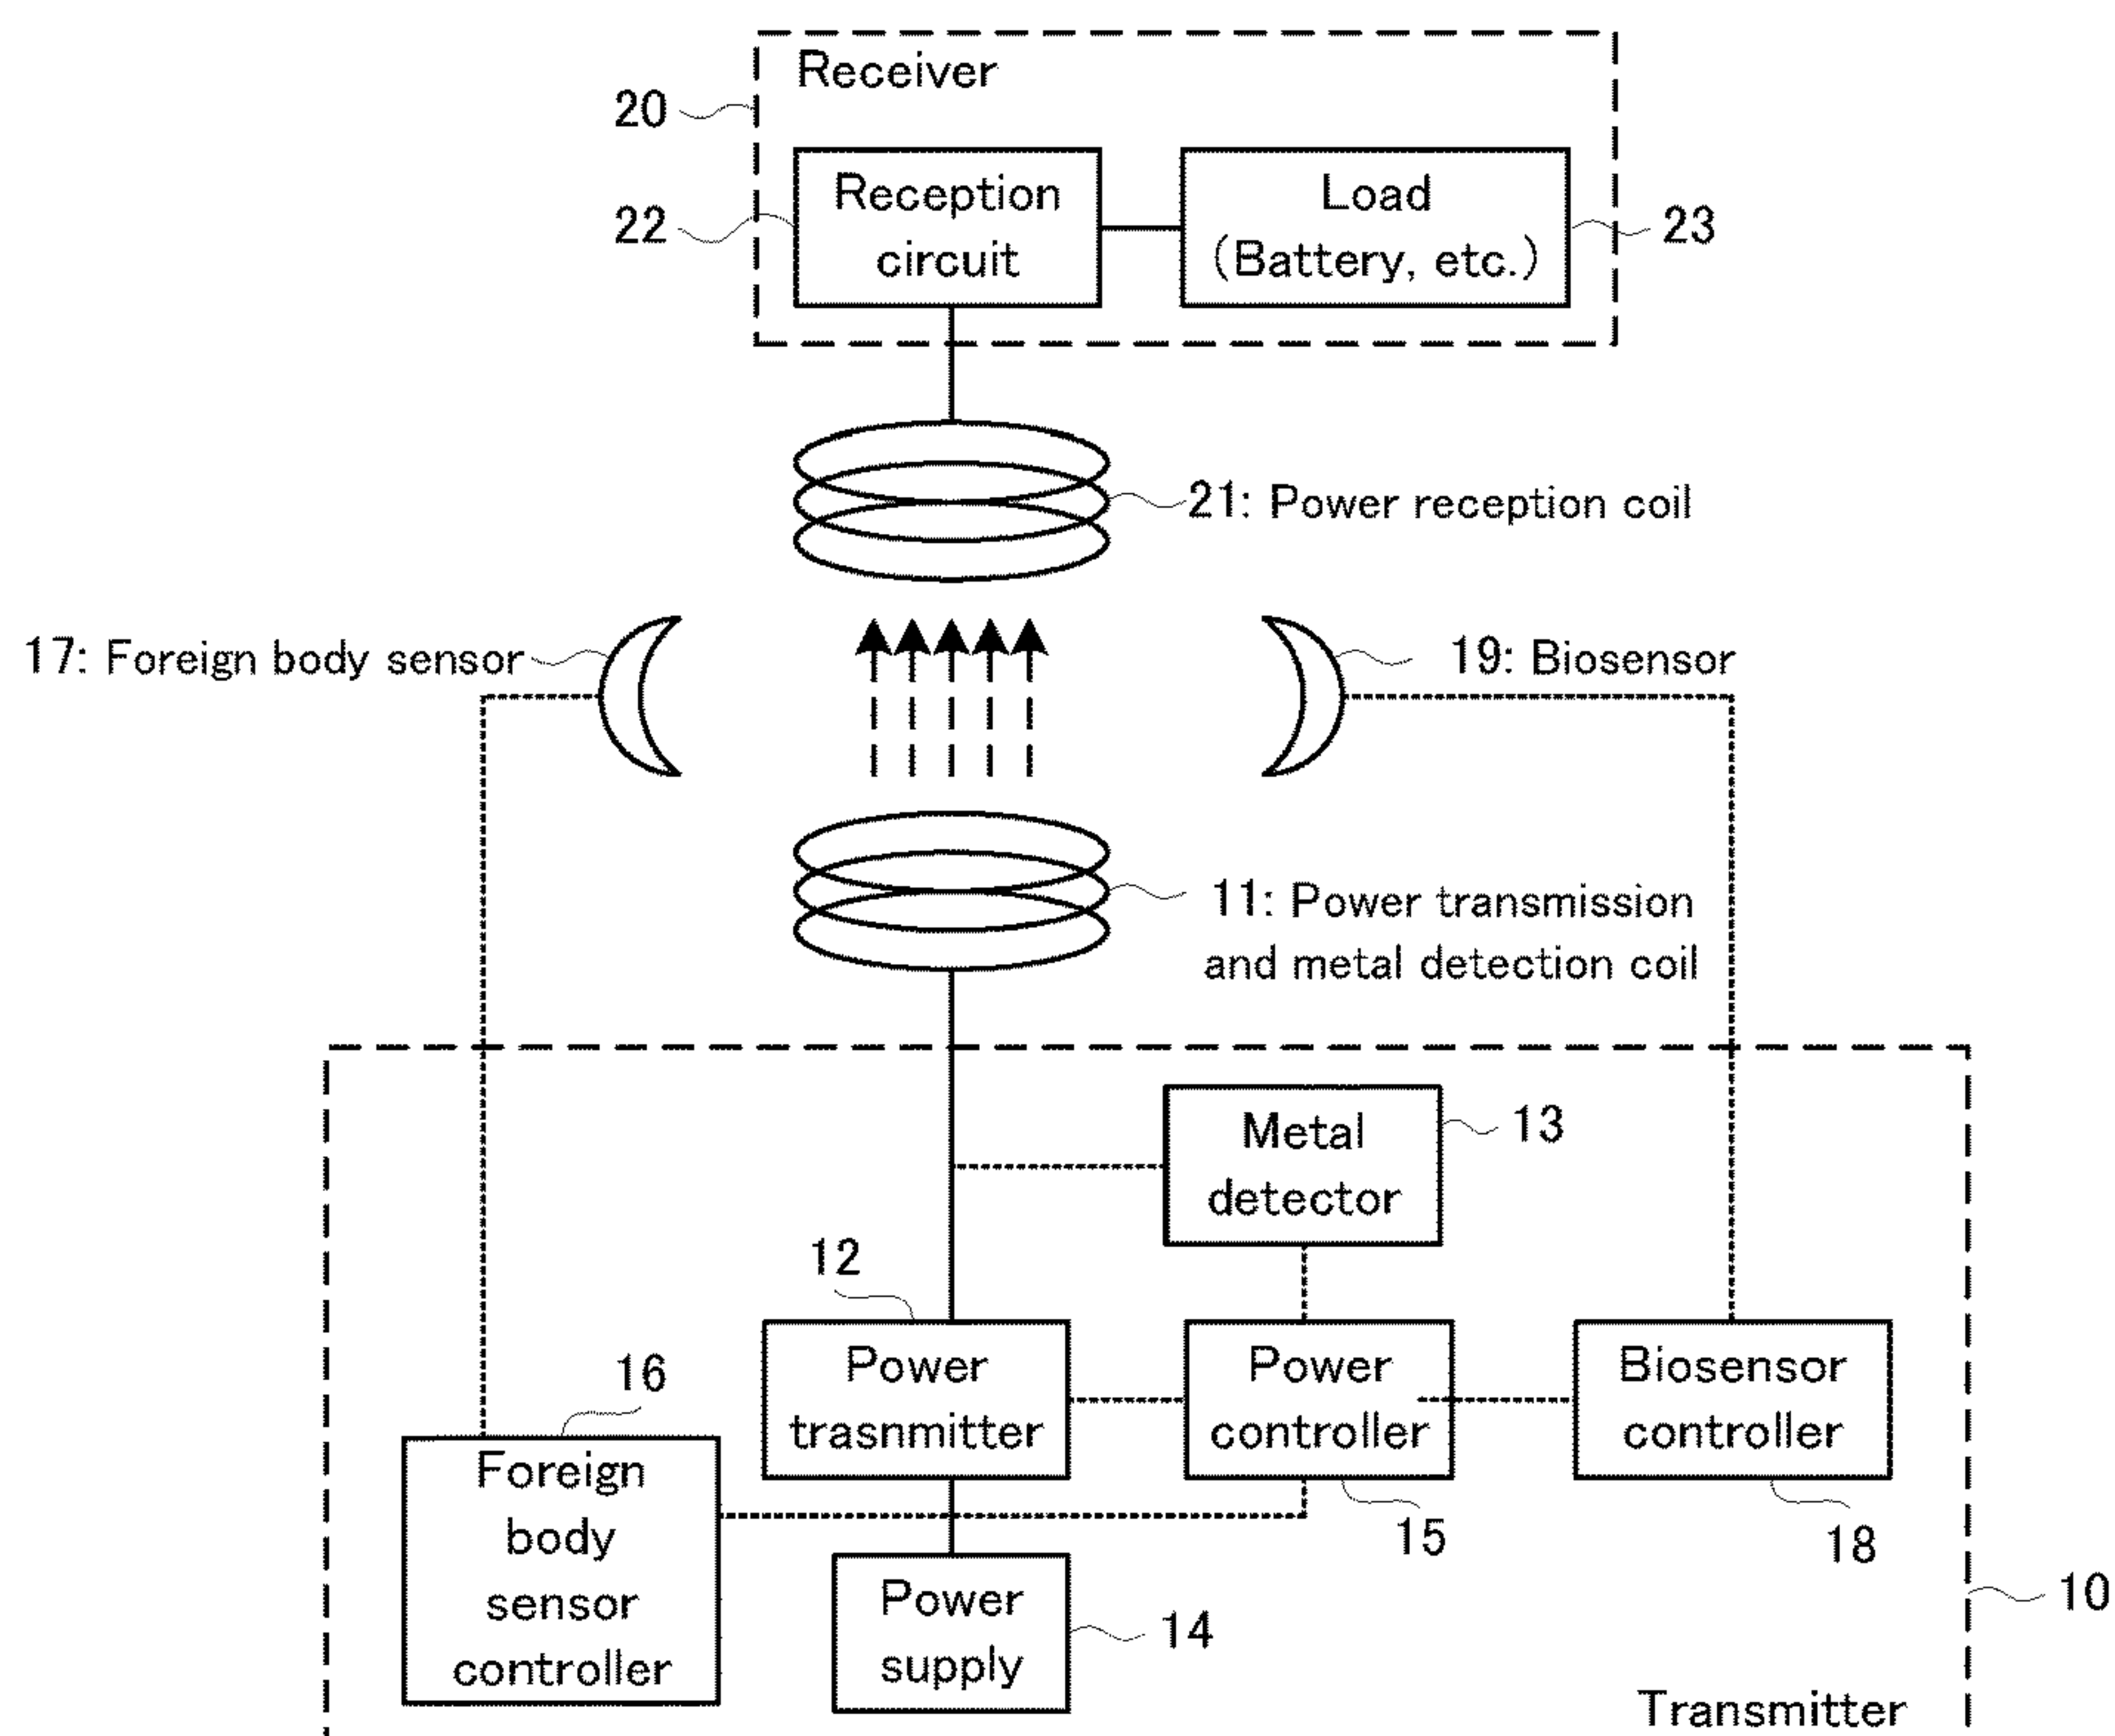 Receiver
20
Reception
circuit
22
Load
(Battery, etc.)
23
21: Power reception coil
17: Foreign body sensor
19: Biosensor
11: Power transmission
and metal detection coil
Metal
detector
13
12
Power
trasnmitter
Power
controller
Biosensor
controller
16
Foreign
body
sensor
controller
15
18
Power
supply
14
10
Transmitter